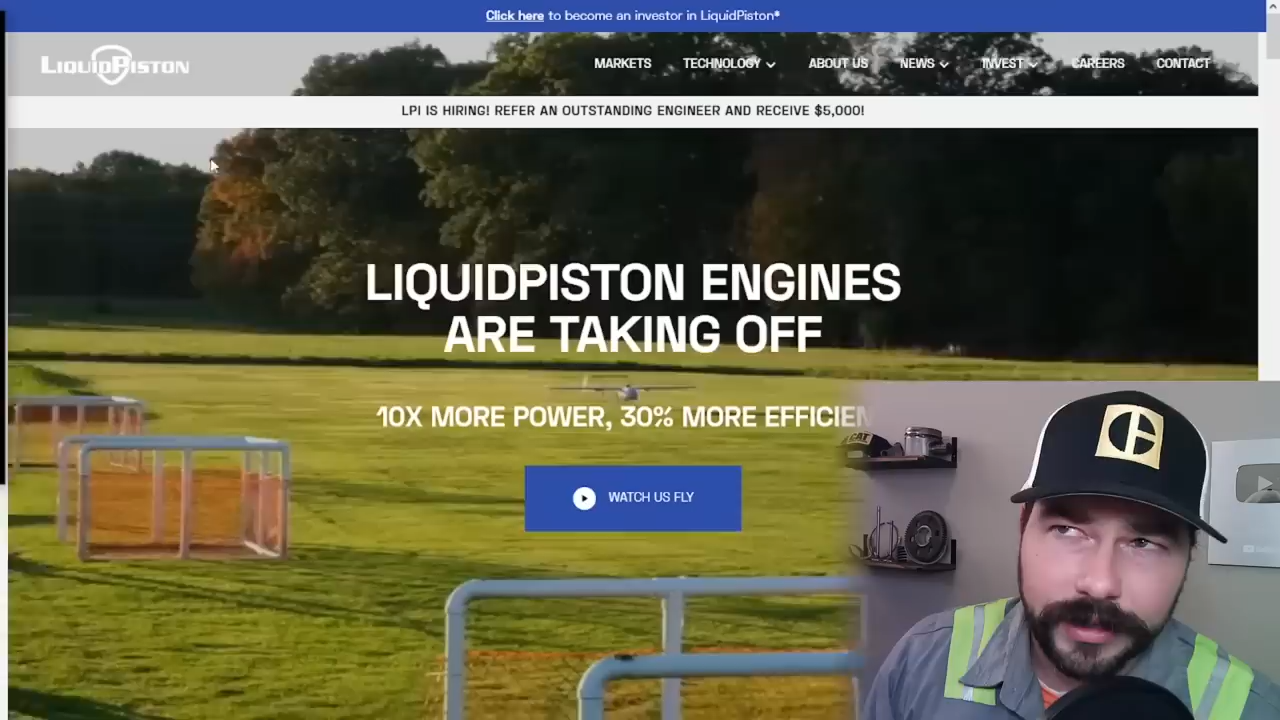 Click here to become an investor in LiquidPiston®
LIQUIDPISTON
MARKETS TECHNOLOGY ABOUT US NEWS INVEST CAREERS CONTACT
LPI IS HIRING! REFER AN OUTSTANDING ENGINEER AND RECEIVE $5,000!
LIQUIDPISTON ENGINES
ARE TAKING OFF
10X MORE POWER, 30% MORE EFFICIEN
WATCH US FLY
CAT